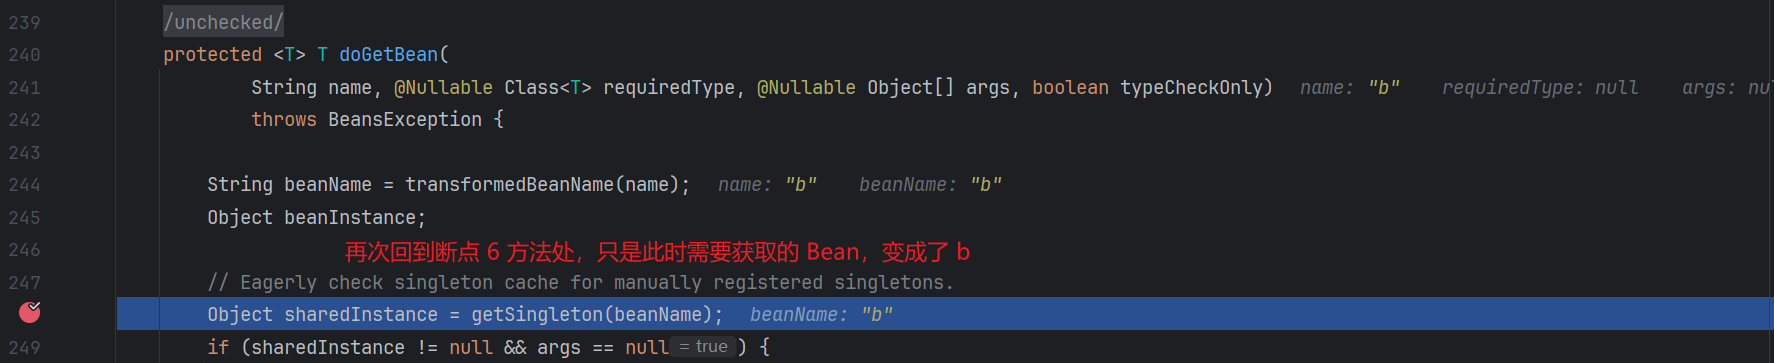 239 /unchecked/
240 protected <T> T doGetBean(
241 String name, @Nullable Class<T> requiredType, @Nullable Object[] args, boolean typeCheckOnly) name: "b" requiredType: null args: nul
242 throws BeansException {
243
244 String beanName = transformedBeanName(name); name: "b" beanName: "b"
245 Object beanInstance;
246 再次回到断点 6 方法处，只是此时需要获取的 Bean，变成了 b
247 // Eagerly check singleton cache for manually registered singletons.
Object sharedInstance = getSingleton(beanName); beanName: "b"
249 if (sharedInstance != null && args == null = true ) {